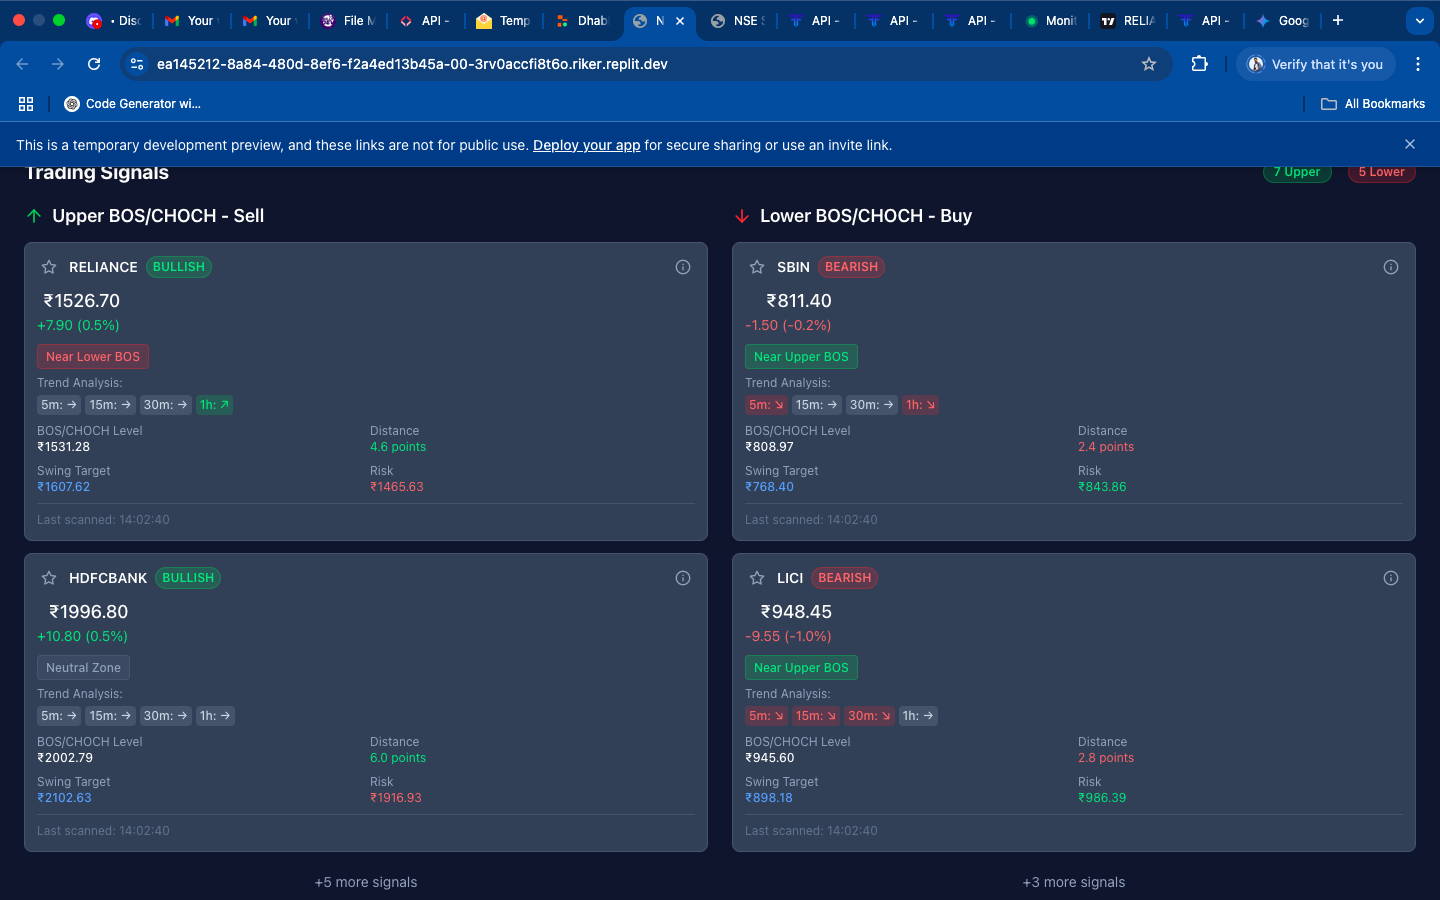 • Disc
Your
Your
File M
API -
Temp
Dhab
N
NSE S
API -
API -
API -
Monit
RELIA
API -
Goog
ea145212-8a84-480d-8ef6-f2a4ed13b45a-00-3rv0accfi8t6o.riker.replit.dev
Verify that it's you
Code Generator wi...
All Bookmarks
This is a temporary development preview, and these links are not for public use. Deploy your app for secure sharing or use an invite link.
Trading Signals
7 Upper
5 Lower
Upper BOS/CHOCH - Sell
RELIANCE BULLISH
₹1526.70
+7.90 (0.5%)
Near Lower BOS
Trend Analysis:
5m: → 15m: → 30m: → 1h: ↗
BOS/CHOCH Level Distance
₹1531.28 4.6 points
Swing Target Risk
₹1607.62 ₹1465.63
Last scanned: 14:02:40
HDFCBANK BULLISH
₹1996.80
+10.80 (0.5%)
Neutral Zone
Trend Analysis:
5m: → 15m: → 30m: → 1h: →
BOS/CHOCH Level Distance
₹2002.79 6.0 points
Swing Target Risk
₹2102.63 ₹1916.93
Last scanned: 14:02:40
+5 more signals
Lower BOS/CHOCH - Buy
SBIN BEARISH
₹811.40
-1.50 (-0.2%)
Near Upper BOS
Trend Analysis:
5m: ↘ 15m: → 30m: → 1h: ↘
BOS/CHOCH Level Distance
₹808.97 2.4 points
Swing Target Risk
₹768.40 ₹843.86
Last scanned: 14:02:40
LICI BEARISH
₹948.45
-9.55 (-1.0%)
Near Upper BOS
Trend Analysis:
5m: ↘ 15m: ↘ 30m: ↘ 1h: →
BOS/CHOCH Level Distance
₹945.60 2.8 points
Swing Target Risk
₹898.18 ₹986.39
Last scanned: 14:02:40
+3 more signals